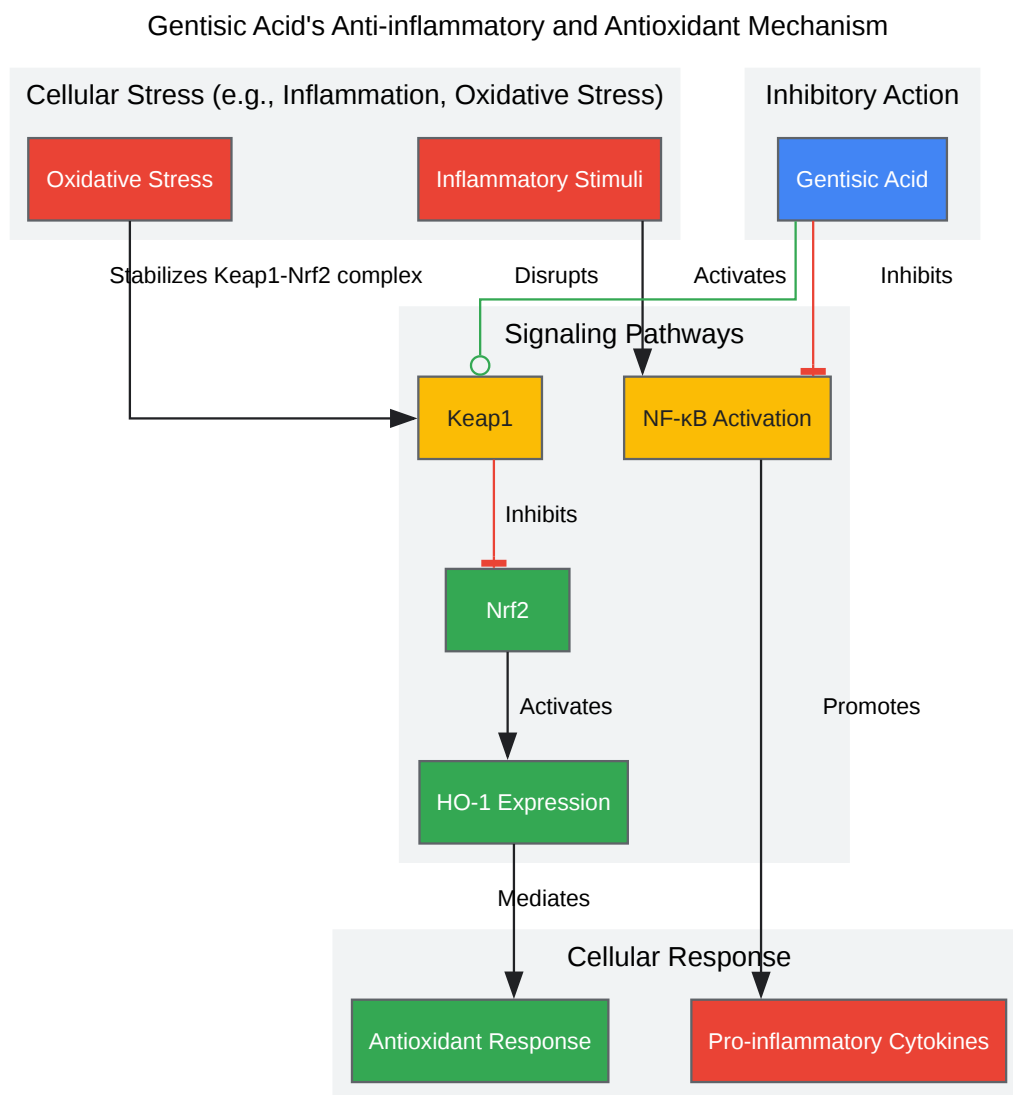 Gentisic Acid's Anti-inflammatory and Antioxidant Mechanism
Cellular Stress (e.g., Inflammation, Oxidative Stress)
Inhibitory Action
Oxidative Stress
Inflammatory Stimuli
Gentisic Acid
Stabilizes Keap1-Nrf2 complex
Disrupts
Activates
Inhibits
Signaling Pathways
Keap1
NF-κB Activation
Inhibits
Nrf2
Activates
Promotes
HO-1 Expression
Mediates
Cellular Response
Antioxidant Response
Pro-inflammatory Cytokines